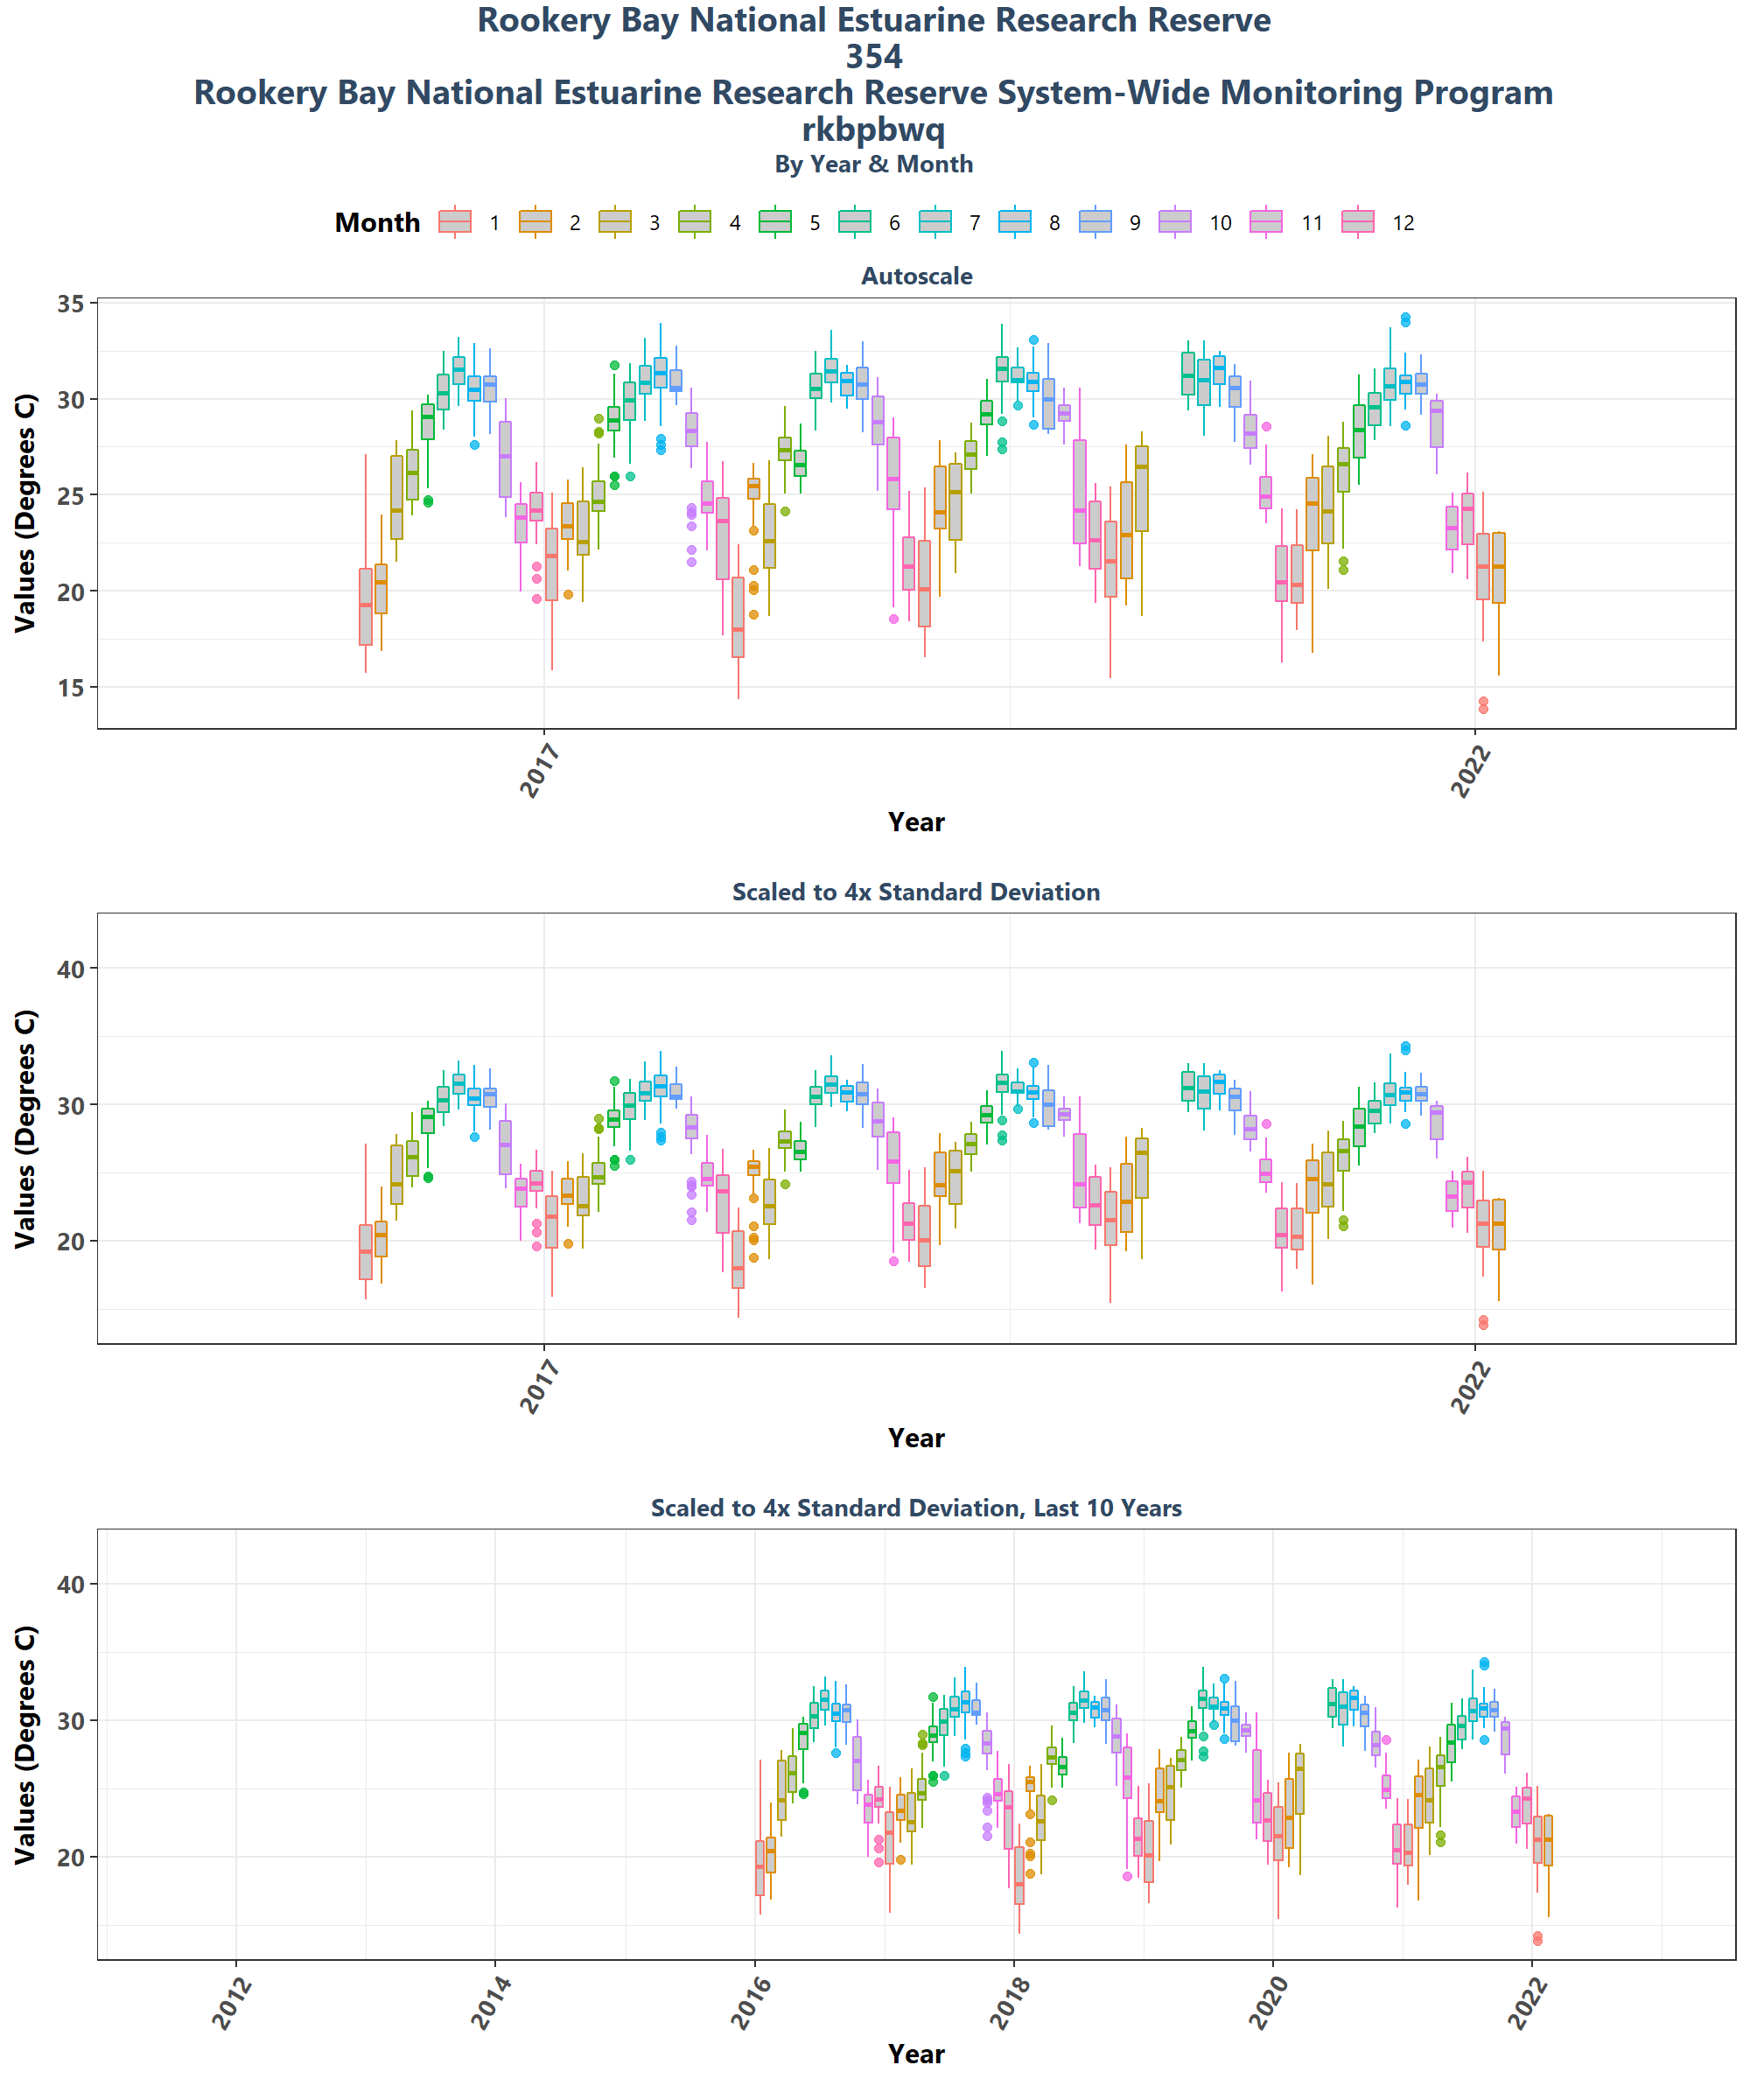 Rookery Bay National Estuarine Research Reserve
354
Rookery Bay National Estuarine Research Reserve System-Wide Monitoring Program
rkbpbwq
By Year & Month
Month 1 2 3 4 5 6 7 8 9 10 11 12
Autoscale
Values (Degrees C)
35
30
25
20
15
2017 2022
Year
Scaled to 4x Standard Deviation
Values (Degrees C)
40
30
20
2017 2022
Year
Scaled to 4x Standard Deviation, Last 10 Years
Values (Degrees C)
40
30
20
2012 2014 2016 2018 2020 2022
Year